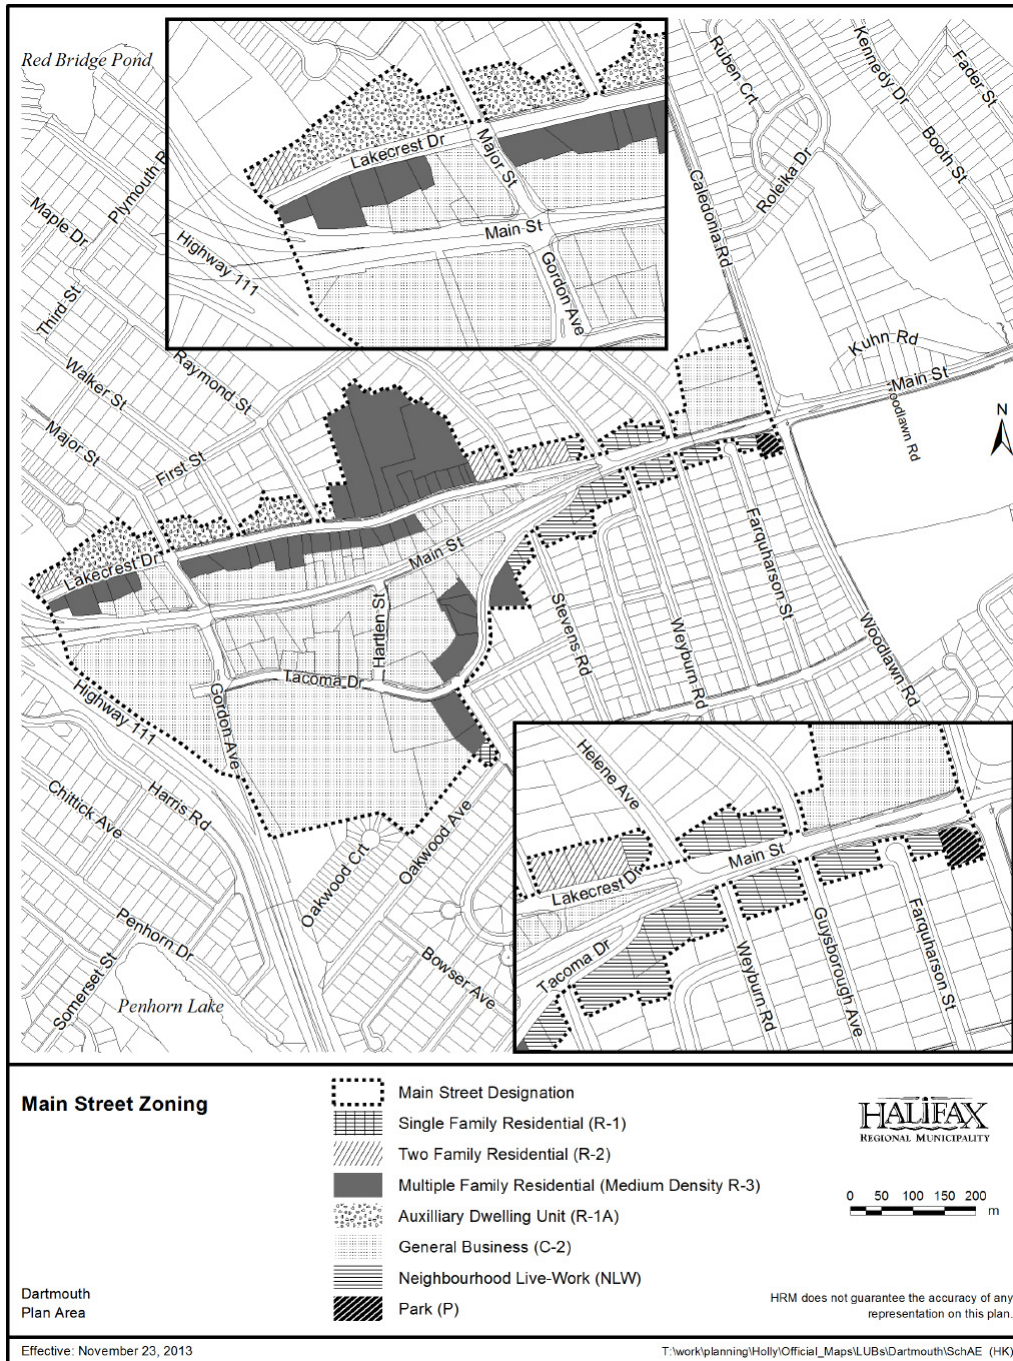 Red Bridge Pond
Maple Dr
Third St
Walker St
Major St
Raymond St
First St
Lakecrest Dr
Major St
Main St
Gordon Ave
Highway 111
Ruben Crt
Kennedy Dr
Fader St
Booth St
Roleika Dr
Caledonia Rd
Kuhn Rd
Main St
N
Lakecrest Dr
Main St
Hartlen St
Tacoma Dr
Gordon Ave
Highway 111
Harris Rd
Chittick Ave
Penhorn Dr
Somerset St
Penhorn Lake
Oakwood Crt
Oakwood Ave
Bowser Ave
Stevens Rd
Weyburn Rd
Farquharson St
Woodlawn Rd
Helene Ave
Main St
Lakecrest Dr
Tacoma Dr
Weyburn Rd
Guysborough Ave
Farquharson St
Main Street Zoning
Main Street Designation
Single Family Residential (R-1)
Two Family Residential (R-2)
Multiple Family Residential (Medium Density R-3)
Auxilliary Dwelling Unit (R-1A)
General Business (C-2)
Neighbourhood Live-Work (NLW)
Park (P)
HALIFAX
REGIONAL MUNICIPALITY
0 50 100 150 200
m
Dartmouth
Plan Area
HRM does not guarantee the accuracy of any
representation on this plan.
Effective: November 23, 2013
T:\work\planning\Holly\Official_Maps\LUBs\Dartmouth\SchAE (HK)